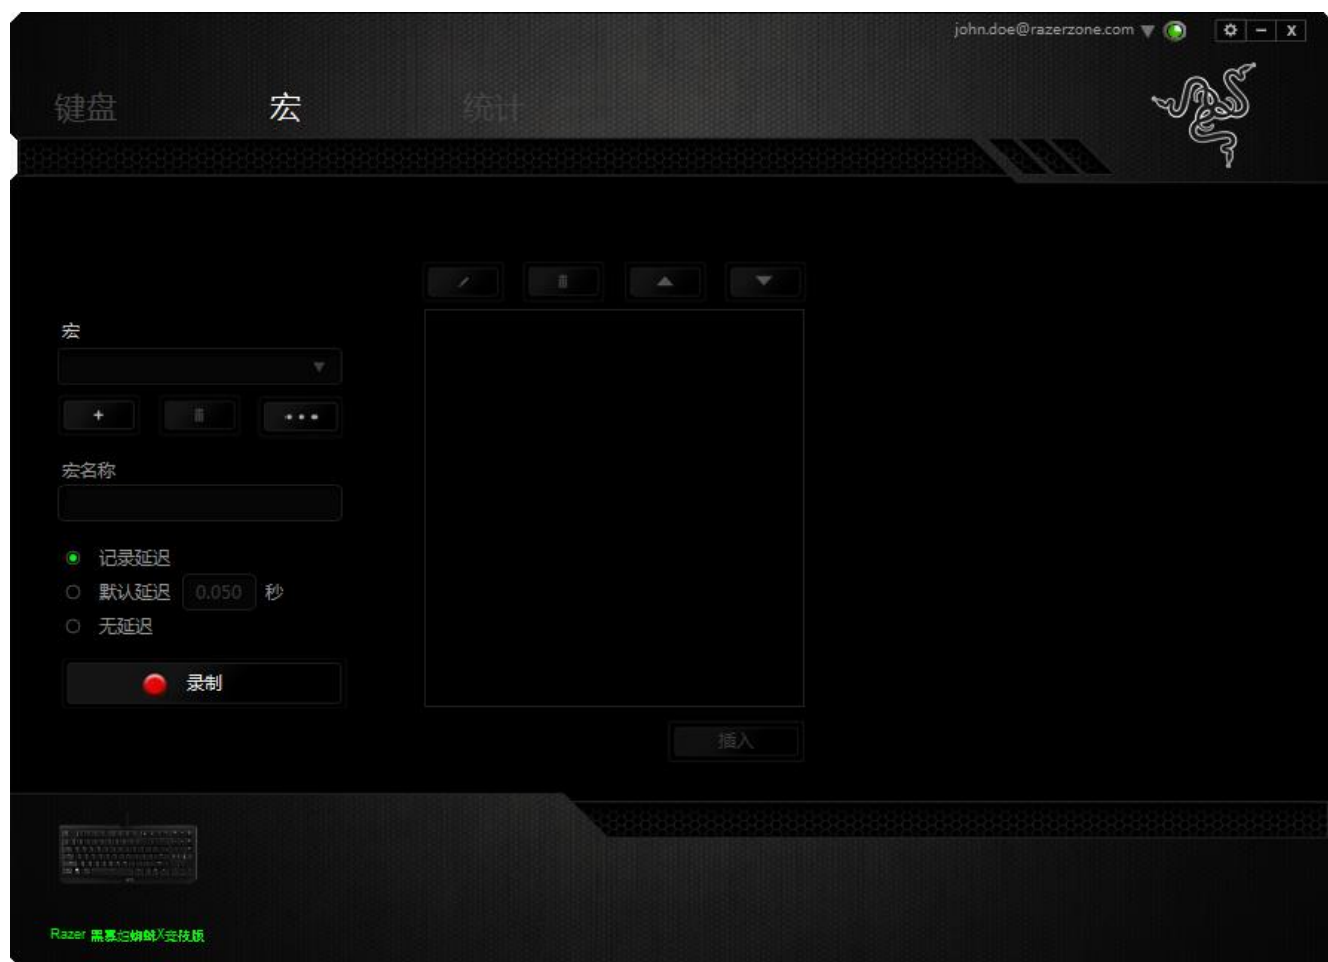 john.doe@razerzone.com
键盘 宏 统计
宏
宏名称
记录延迟
默认延迟 0.050 秒
无延迟
录制
插入
Razer 黑寡妇蜘蛛X竞技版